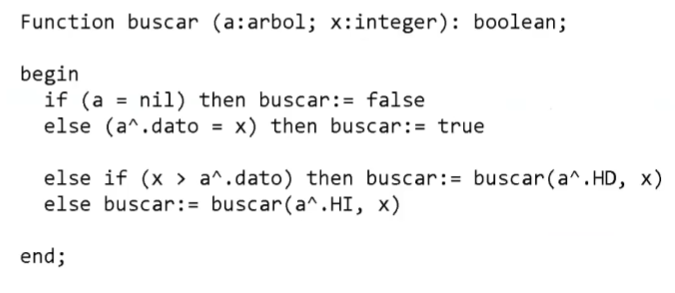 Function buscar (a:arbol; x:integer): boolean;
begin
if (a = nil) then buscar:= false
else (a^.dato = x) then buscar:= true
else if (x > a^.dato) then buscar:= buscar(a^.HD, x)
else buscar:= buscar(a^.HI, x)
end;